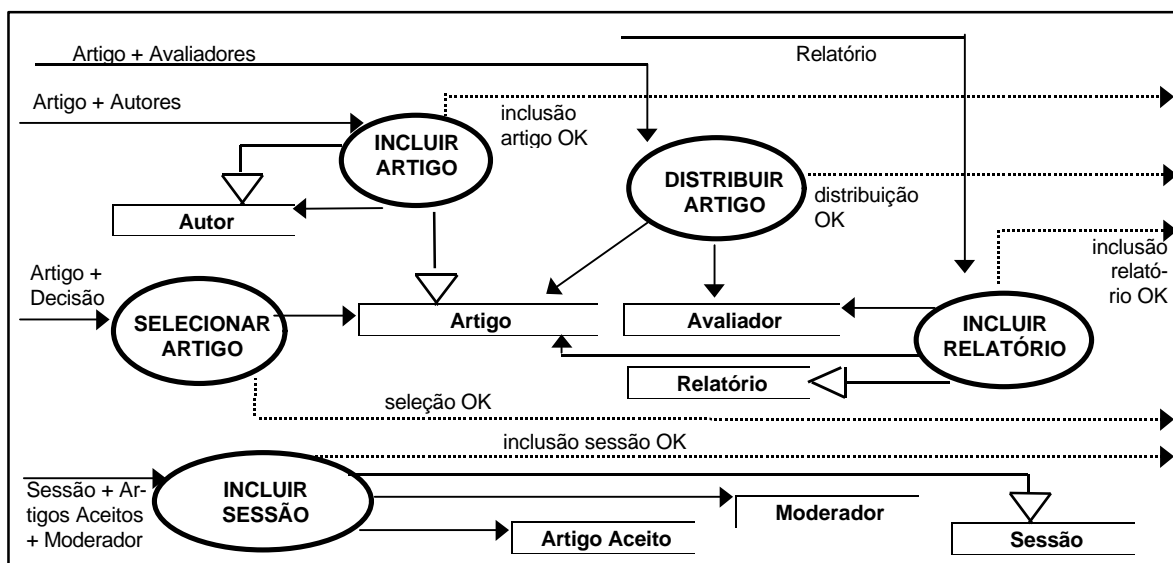 Artigo + Avaliadores
Relatório
Artigo + Autores
inclusão
artigo OK
INCLUIR
ARTIGO
DISTRIBUIR
ARTIGO
distribuição
OK
Autor
inclusão
relató-
rio OK
Artigo +
Decisão
SELECIONAR
ARTIGO
Artigo
Avaliador
INCLUIR
RELATÓRIO
Relatório
seleção OK
inclusão sessão OK
Sessão + Ar-
tigos Aceitos
+ Moderador
INCLUIR
SESSÃO
Moderador
Artigo Aceito
Sessão